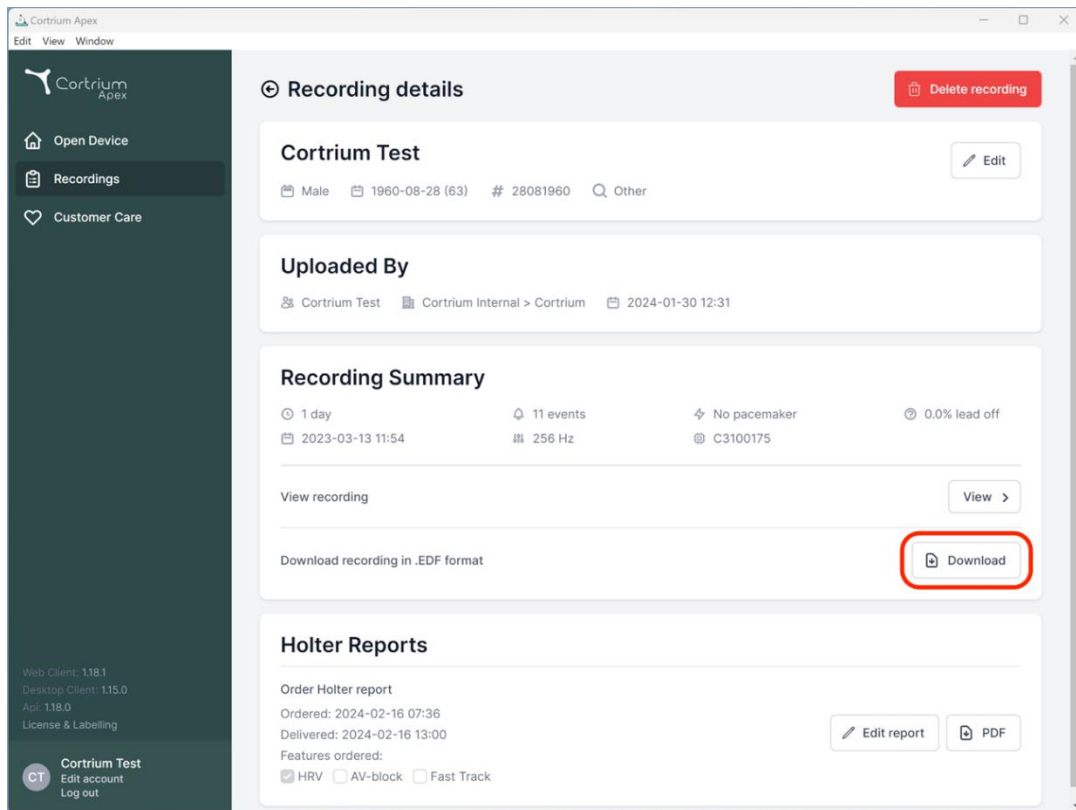 Cortrium Apex
Edit View Window
Cortrium
Apex
Open Device
Recordings
Customer Care
Web Client: 1.18.1
Desktop Client: 1.15.0
Api: 1.18.0
License & Labelling
CT
Cortrium Test
Edit account
Log out
Recording details
Delete recording
Cortrium Test
Edit
Male 1960-08-28 (63) # 28081960 Other
Uploaded By
Cortrium Test Cortrium Internal > Cortrium 2024-01-30 12:31
Recording Summary
1 day 11 events No pacemaker 0.0% lead off
2023-03-13 11:54 256 Hz C3100175
View recording
View >
Download recording in .EDF format
Download
Holter Reports
Order Holter report
Ordered: 2024-02-16 07:36
Delivered: 2024-02-16 13:00
Features ordered:
HRV AV-block Fast Track
Edit report PDF